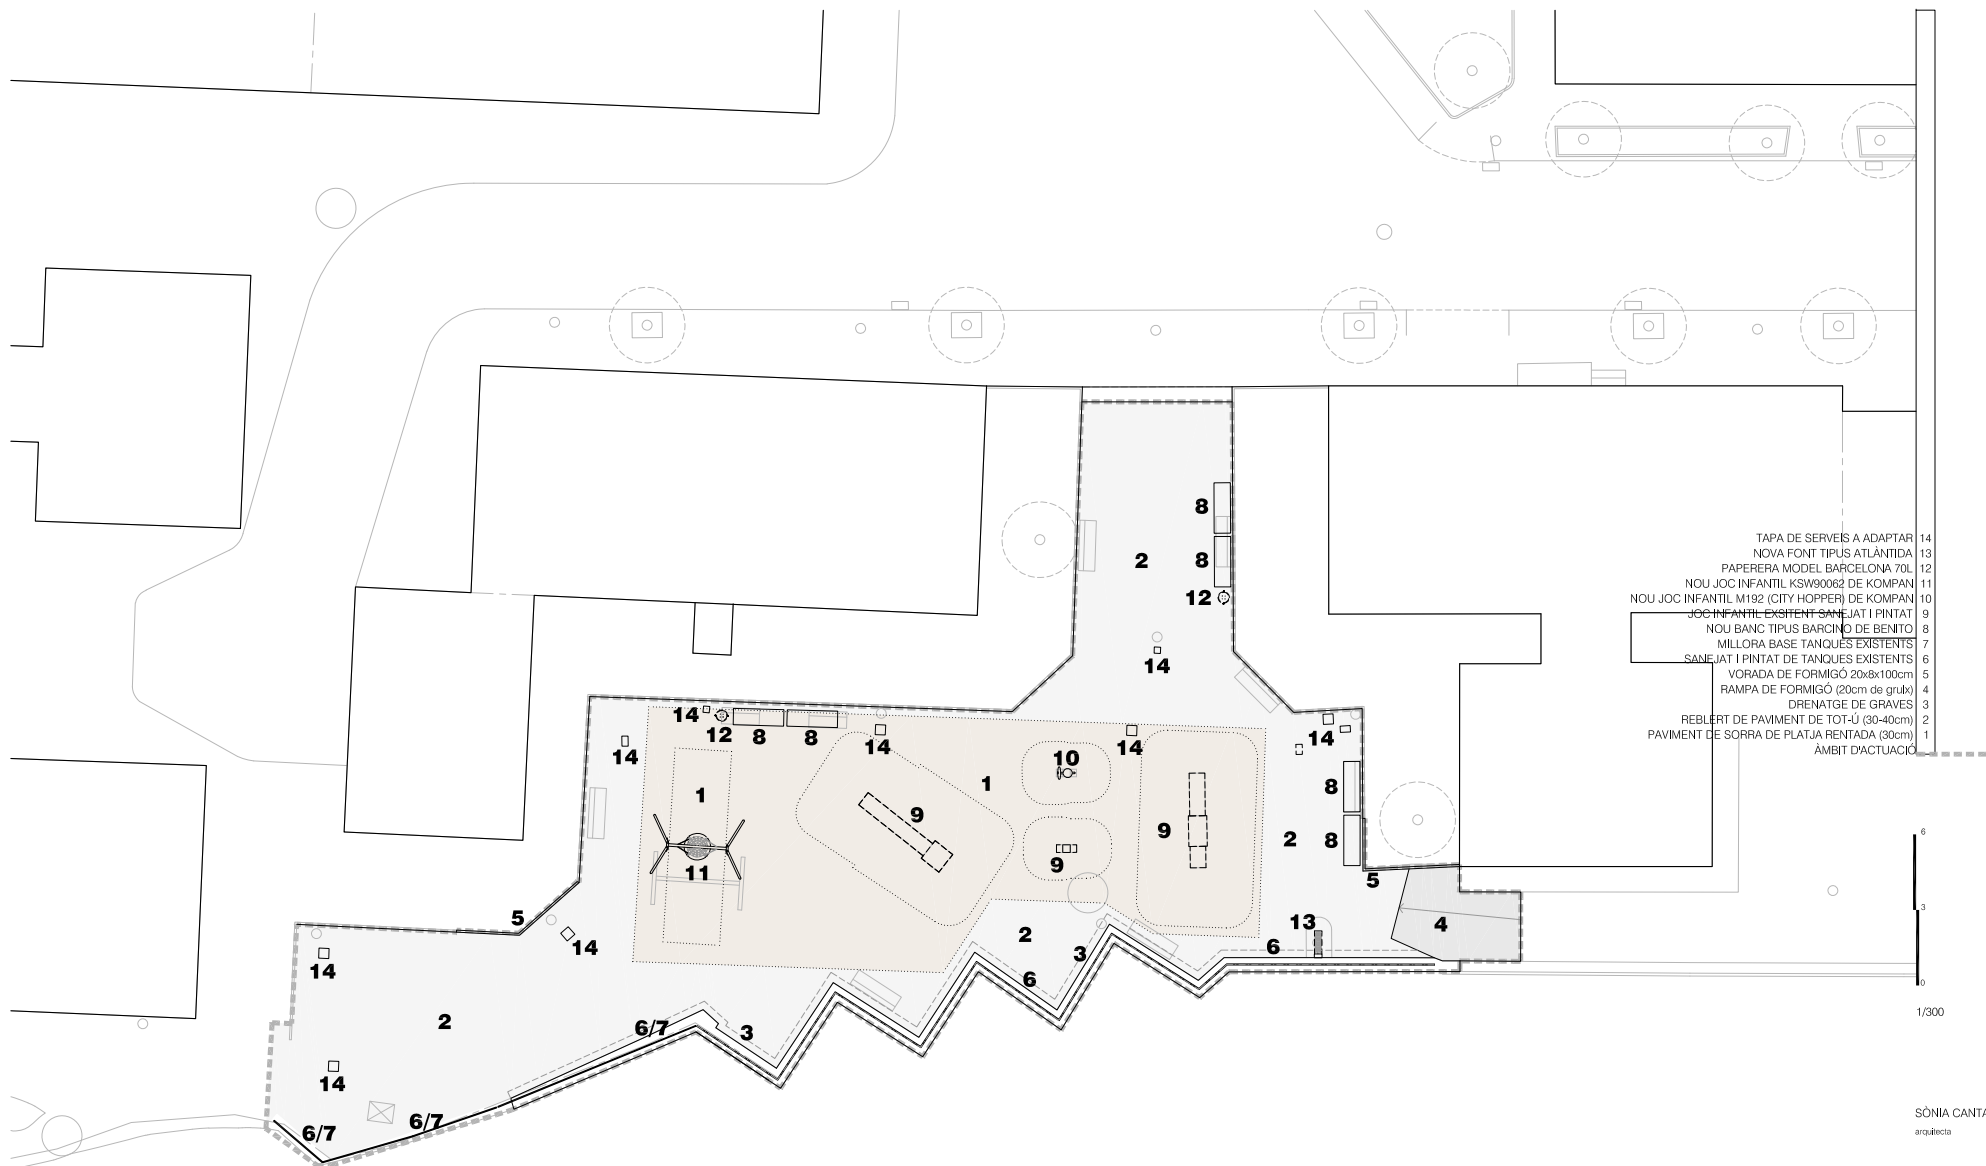 8
2
8
12
14
TAPA DE SERVEIS A ADAPTAR 14
NOVA FONT TIPUS ATLÀNTIDA 13
PAPERERA MODEL BARCELONA 70L 12
NOU JOC INFANTIL KSW90062 DE KOMPAN 11
NOU JOC INFANTIL M192 (CITY HOPPER) DE KOMPAN 10
JOC INFANTIL EXSITENT SANEJAT I PINTAT 9
NOU BANC TIPUS BARCINO DE BENITO 8
MILLORA BASE TANQUES EXISTENTS 7
SANEJAT I PINTAT DE TANQUES EXISTENTS 6
VORADA DE FORMIGÓ 20x8x100cm 5
RAMPA DE FORMIGÓ (20cm de gruix) 4
DRENATGE DE GRAVES 3
REBLERT DE PAVIMENT DE TOT-Ú (30-40cm) 2
PAVIMENT DE SORRA DE PLATJA RENTADA (30cm) 1
ÀMBIT D'ACTUACIÓ
14
12
8
8
14
14
14
14
10
1
1
9
9
8
9
2
8
11
5
5
14
14
2
3
13
6
4
6
2
6/7
3
14
6/7
6/7
6
3
0
1/300
SÒNIA CANTA
arquitecta